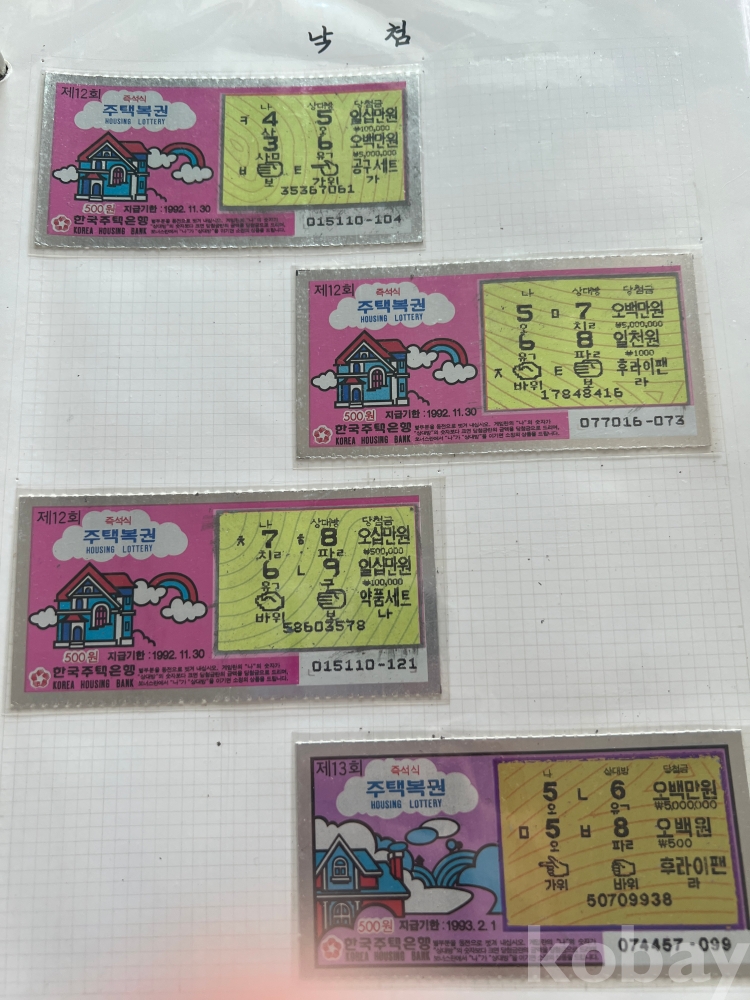 낙 첨
제12회
즉석식
주택복권
HOUSING LOTTERY
500원 지급기한 : 1992. 11. 30
한국주택은행
KOREA HOUSING BANK
나 상대방 당첨금
ㅋ 4 5 일십만원
₩100,000
3 6 오백만원
₩5,000,000
ㅂ ㅌ 공구세트
보 가위 가
35367061
015110-104
제12회
즉석식
주택복권
HOUSING LOTTERY
500원 지급기한 : 1992. 11. 30
한국주택은행
KOREA HOUSING BANK
나 상대방 당첨금
5 ㅁ 7 오백만원
₩5,000,000
6 8 일천원
₩1000
ㅈ ㅌ 후라이팬
바위 보 라
17848416
077016-073
제12회
즉석식
주택복권
HOUSING LOTTERY
500원 지급기한 : 1992. 11. 30
한국주택은행
KOREA HOUSING BANK
나 상대방 당첨금
ㅊ 7 ㅎ 8 오십만원
₩500,000
6 ㄴ 9 일십만원
₩100,000
약품세트
바위 보 나
58603578
015110-121
제13회
즉석식
주택복권
HOUSING LOTTERY
500원 지급기한 : 1993. 2. 1
한국주택은행
KOREA HOUSING BANK
나 상대방 당첨금
5 ㄴ 6 오백만원
₩5,000,000
ㅁ 5 ㅂ 8 오백원
₩500
후라이팬
가위 바위 라
50709938
074457-099
kobay